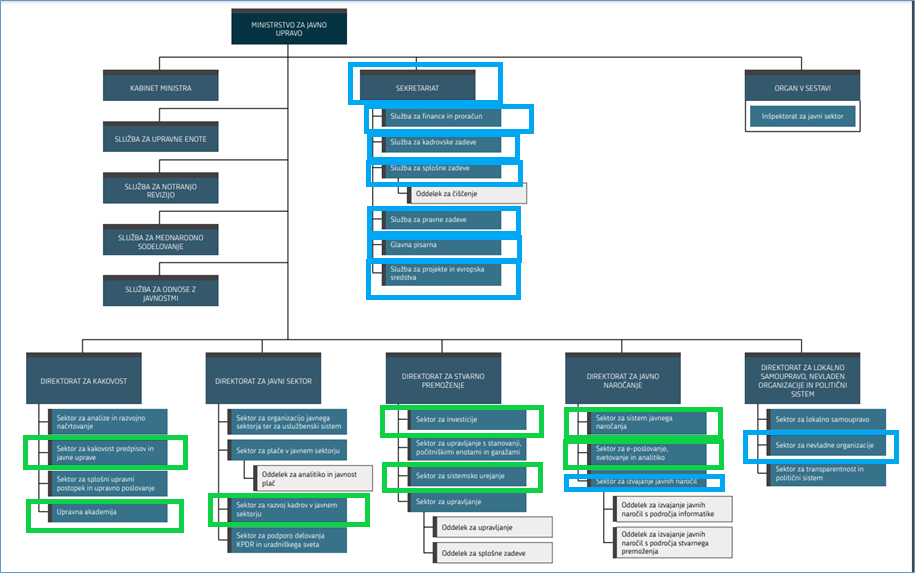 MINISTRSTVO ZA JAVNO
UPRAVO
KABINET MINISTRA
SLUŽBA ZA UPRAVNE ENOTE
SLUŽBA ZA NOTRANJO
REVIZIJO
SLUŽBA ZA MEDNARODNO
SODELOVANJE
SLUŽBA ZA ODNOSE Z
JAVNOSTMI
SEKRETARIAT
Služba za finance in proračun
Služba za kadrovske zadeve
Služba za splošne zadeve
Oddelek za čiščenje
Služba za pravne zadeve
Glavna pisarna
Služba za projekte in evropska
sredstva
ORGAN V SESTAVI
Inšpektorat za javni sektor
DIREKTORAT ZA KAKOVOST
Sektor za analize in razvojno
načrtovanje
Sektor za kakovost predpisov in
javne uprave
Sektor za splošni upravni
postopek in upravno poslovanje
Upravna akademija
DIREKTORAT ZA JAVNI SEKTOR
Sektor za organizacijo javnega
sektorja ter za uslužbenski sistem
Sektor za plače v javnem sektorju
Oddelek za analitiko in javnost
plač
Sektor za razvoj kadrov v javnem
sektorju
Sektor za podporo delovanja
KPDR in uradniškega sveta
DIREKTORAT ZA STVARNO
PREMOŽENJE
Sektor za investicije
Sektor za upravljanje s stanovanji,
počitniškimi enotami in garažami
Sektor za sistemsko urejanje
Sektor za upravljanje
Oddelek za upravljanje
Oddelek za splošne zadeve
DIREKTORAT ZA JAVNO
NAROČANJE
Sektor za sistem javnega
naročanja
Sektor za e-poslovanje,
svetovanje in analitiko
Sektor za izvajanje javnih naročil
Oddelek za izvajanje javnih
naročil s področja informatike
Oddelek za izvajanje javnih
naročil s področja stvarnega
premoženja
DIREKTORAT ZA LOKALNO
SAMOUPRAVO, NEVLADEN
ORGANIZACIJE IN POLITIČNI
SISTEM
Sektor za lokalno samoupravo
Sektor za nevladne organizacije
Sektor za transparentnost in
politični sistem